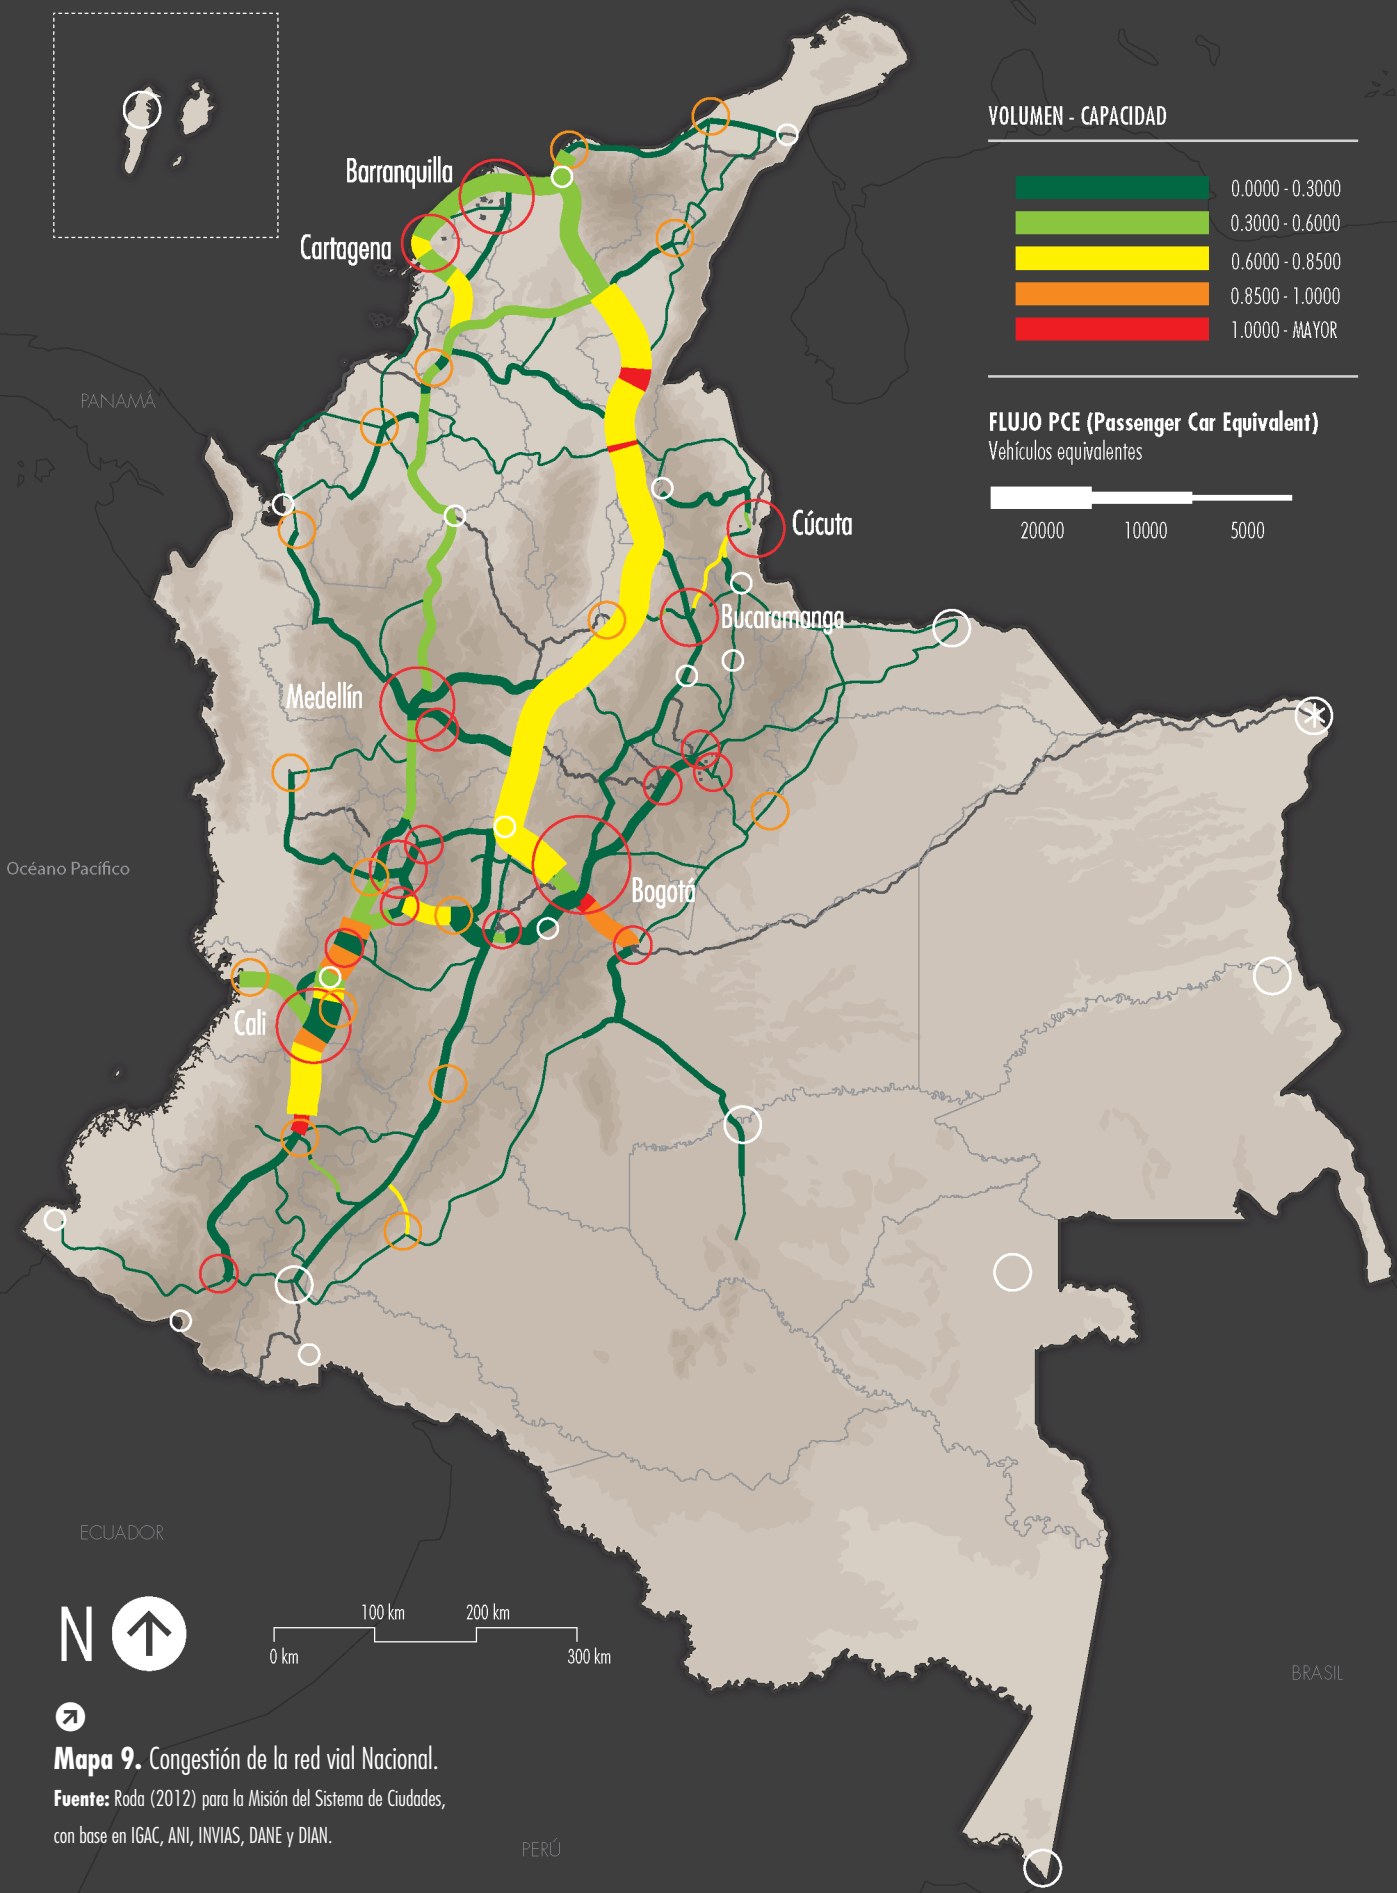 VOLUMEN - CAPACIDAD
0.0000 - 0.3000
0.3000 - 0.6000
0.6000 - 0.8500
0.8500 - 1.0000
1.0000 - MAYOR
FLUJO PCE (Passenger Car Equivalent)
Vehículos equivalentes
20000 10000 5000
Barranquilla
Cartagena
PANAMÁ
Cúcuta
Bucaramanga
Medellín
Océano Pacífico
Bogotá
Cali
ECUADOR
N
100 km 200 km
0 km 300 km
BRASIL
Mapa 9. Congestión de la red vial Nacional.
Fuente: Roda (2012) para la Misión del Sistema de Ciudades,
con base en IGAC, ANI, INVIAS, DANE y DIAN.
PERÚ